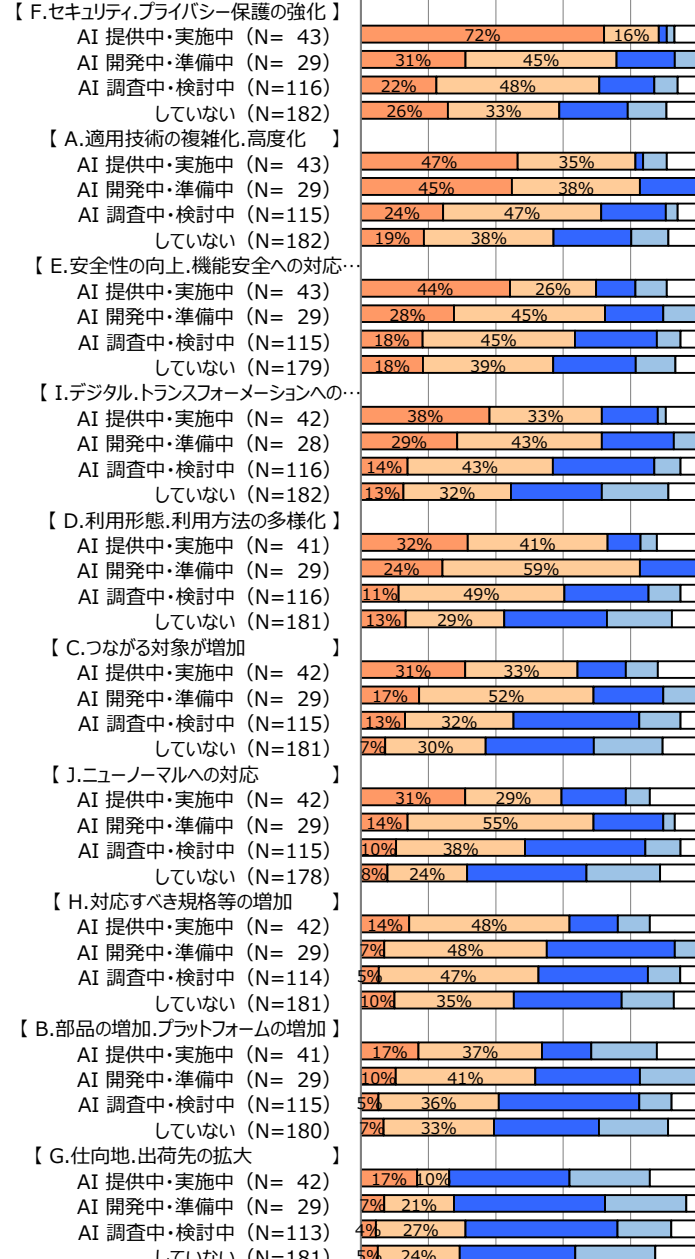 【 F.セキュリティ.プライバシー保護の強化 】
AI 提供中・実施中（N= 43） 72% 16%
AI 開発中・準備中（N= 29） 31% 45%
AI 調査中・検討中（N=116） 22% 48%
していない（N=182） 26% 33%
【 A.適用技術の複雑化.高度化 】
AI 提供中・実施中（N= 43） 47% 35%
AI 開発中・準備中（N= 29） 45% 38%
AI 調査中・検討中（N=115） 24% 47%
していない（N=182） 19% 38%
【 E.安全性の向上.機能安全への対応…
AI 提供中・実施中（N= 43） 44% 26%
AI 開発中・準備中（N= 29） 28% 45%
AI 調査中・検討中（N=115） 18% 45%
していない（N=179） 18% 39%
【 I.デジタル.トランスフォーメーションへの…
AI 提供中・実施中（N= 42） 38% 33%
AI 開発中・準備中（N= 28） 29% 43%
AI 調査中・検討中（N=116） 14% 43%
していない（N=182） 13% 32%
【 D.利用形態.利用方法の多様化 】
AI 提供中・実施中（N= 41） 32% 41%
AI 開発中・準備中（N= 29） 24% 59%
AI 調査中・検討中（N=116） 11% 49%
していない（N=181） 13% 29%
【 C.つながる対象が増加 】
AI 提供中・実施中（N= 42） 31% 33%
AI 開発中・準備中（N= 29） 17% 52%
AI 調査中・検討中（N=115） 13% 32%
していない（N=181） 7% 30%
【 J.ニューノーマルへの対応 】
AI 提供中・実施中（N= 42） 31% 29%
AI 開発中・準備中（N= 29） 14% 55%
AI 調査中・検討中（N=115） 10% 38%
していない（N=178） 8% 24%
【 H.対応すべき規格等の増加 】
AI 提供中・実施中（N= 42） 14% 48%
AI 開発中・準備中（N= 29） 7% 48%
AI 調査中・検討中（N=114） 5% 47%
していない（N=181） 10% 35%
【 B.部品の増加.プラットフォームの増加 】
AI 提供中・実施中（N= 41） 17% 37%
AI 開発中・準備中（N= 29） 10% 41%
AI 調査中・検討中（N=115） 5% 36%
していない（N=180） 7% 33%
【 G.仕向地.出荷先の拡大 】
AI 提供中・実施中（N= 42） 17% 10%
AI 開発中・準備中（N= 29） 7% 21%
AI 調査中・検討中（N=113） 4% 27%
していない（N=181） 5% 24%